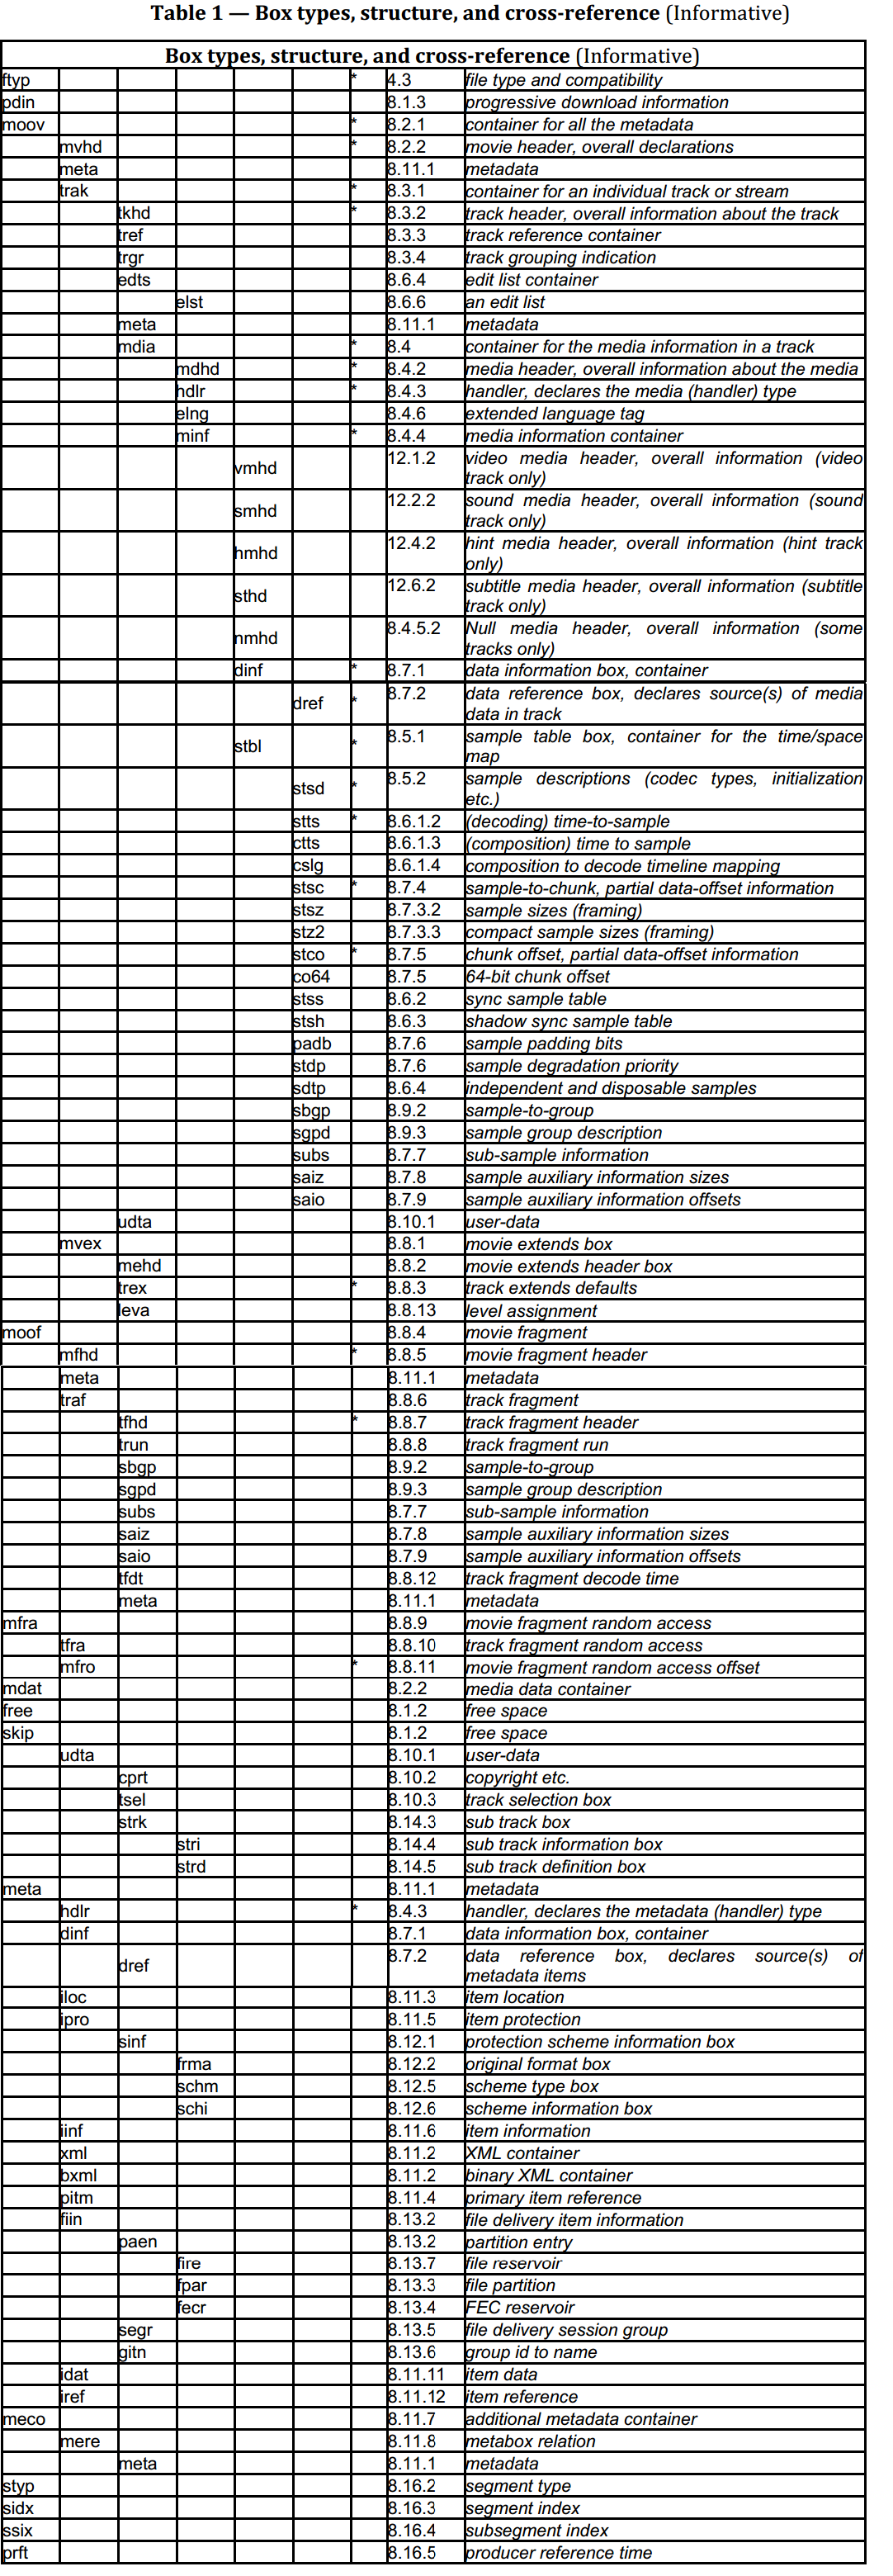 Table 1 — Box types, structure, and cross-reference (Informative)
Box types, structure, and cross-reference (Informative)
ftyp * 4.3 file type and compatibility
pdin 8.1.3 progressive download information
moov * 8.2.1 container for all the metadata
mvhd * 8.2.2 movie header, overall declarations
meta 8.11.1 metadata
trak * 8.3.1 container for an individual track or stream
tkhd * 8.3.2 track header, overall information about the track
tref 8.3.3 track reference container
trgr 8.3.4 track grouping indication
edts 8.6.4 edit list container
elst 8.6.6 an edit list
meta 8.11.1 metadata
mdia * 8.4 container for the media information in a track
mdhd * 8.4.2 media header, overall information about the media
hdlr * 8.4.3 handler, declares the media (handler) type
elng 8.4.6 extended language tag
minf * 8.4.4 media information container
vmhd 12.1.2 video media header, overall information (video
track only)
smhd 12.2.2 sound media header, overall information (sound
track only)
hmhd 12.4.2 hint media header, overall information (hint track
only)
sthd 12.6.2 subtitle media header, overall information (subtitle
track only)
nmhd 8.4.5.2 Null media header, overall information (some
tracks only)
dinf * 8.7.1 data information box, container
dref * 8.7.2 data reference box, declares source(s) of media
data in track
stbl * 8.5.1 sample table box, container for the time/space
map
stsd * 8.5.2 sample descriptions (codec types, initialization
etc.)
stts * 8.6.1.2 (decoding) time-to-sample
ctts 8.6.1.3 (composition) time to sample
cslg 8.6.1.4 composition to decode timeline mapping
stsc * 8.7.4 sample-to-chunk, partial data-offset information
stsz 8.7.3.2 sample sizes (framing)
stz2 8.7.3.3 compact sample sizes (framing)
stco * 8.7.5 chunk offset, partial data-offset information
co64 8.7.5 64-bit chunk offset
stss 8.6.2 sync sample table
stsh 8.6.3 shadow sync sample table
padb 8.7.6 sample padding bits
stdp 8.7.6 sample degradation priority
sdtp 8.6.4 independent and disposable samples
sbgp 8.9.2 sample-to-group
sgpd 8.9.3 sample group description
subs 8.7.7 sub-sample information
saiz 8.7.8 sample auxiliary information sizes
saio 8.7.9 sample auxiliary information offsets
udta 8.10.1 user-data
mvex 8.8.1 movie extends box
mehd 8.8.2 movie extends header box
trex * 8.8.3 track extends defaults
leva 8.8.13 level assignment
moof 8.8.4 movie fragment
mfhd * 8.8.5 movie fragment header
meta 8.11.1 metadata
traf 8.8.6 track fragment
tfhd * 8.8.7 track fragment header
trun 8.8.8 track fragment run
sbgp 8.9.2 sample-to-group
sgpd 8.9.3 sample group description
subs 8.7.7 sub-sample information
saiz 8.7.8 sample auxiliary information sizes
saio 8.7.9 sample auxiliary information offsets
tfdt 8.8.12 track fragment decode time
meta 8.11.1 metadata
mfra 8.8.9 movie fragment random access
tfra 8.8.10 track fragment random access
mfro * 8.8.11 movie fragment random access offset
mdat 8.2.2 media data container
free 8.1.2 free space
skip 8.1.2 free space
udta 8.10.1 user-data
cprt 8.10.2 copyright etc.
tsel 8.10.3 track selection box
strk 8.14.3 sub track box
stri 8.14.4 sub track information box
strd 8.14.5 sub track definition box
meta 8.11.1 metadata
hdlr * 8.4.3 handler, declares the metadata (handler) type
dinf 8.7.1 data information box, container
dref 8.7.2 data reference box, declares source(s) of
metadata items
iloc 8.11.3 item location
ipro 8.11.5 item protection
sinf 8.12.1 protection scheme information box
frma 8.12.2 original format box
schm 8.12.5 scheme type box
schi 8.12.6 scheme information box
iinf 8.11.6 item information
xml 8.11.2 XML container
bxml 8.11.2 binary XML container
pitm 8.11.4 primary item reference
fiin 8.13.2 file delivery item information
paen 8.13.2 partition entry
fire 8.13.7 file reservoir
fpar 8.13.3 file partition
fecr 8.13.4 FEC reservoir
segr 8.13.5 file delivery session group
gitn 8.13.6 group id to name
idat 8.11.11 item data
iref 8.11.12 item reference
meco 8.11.7 additional metadata container
mere 8.11.8 metabox relation
meta 8.11.1 metadata
styp 8.16.2 segment type
sidx 8.16.3 segment index
ssix 8.16.4 subsegment index
prft 8.16.5 producer reference time